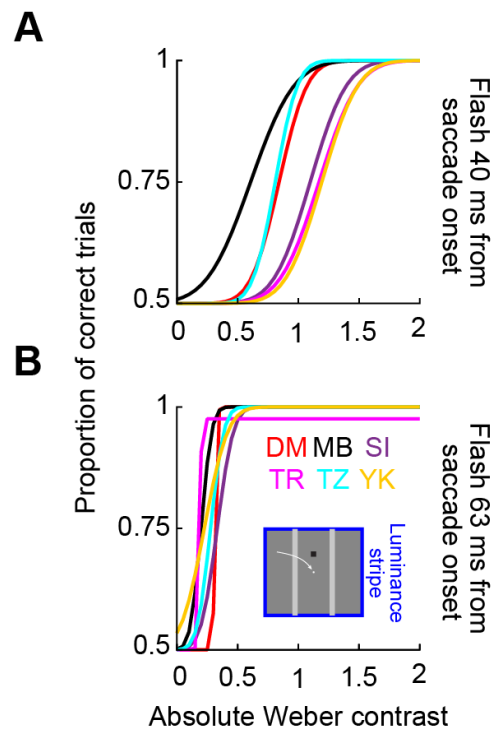 A
1
0.75
0.5
0 0.5 1 1.5 2
Flash 40 ms from
saccade onset
Proportion of correct trials
B
1
0.75
0.5
0 0.5 1 1.5 2
DM MB SI
TR TZ YK
Luminance
stripe
Flash 63 ms from
saccade onset
Absolute Weber contrast